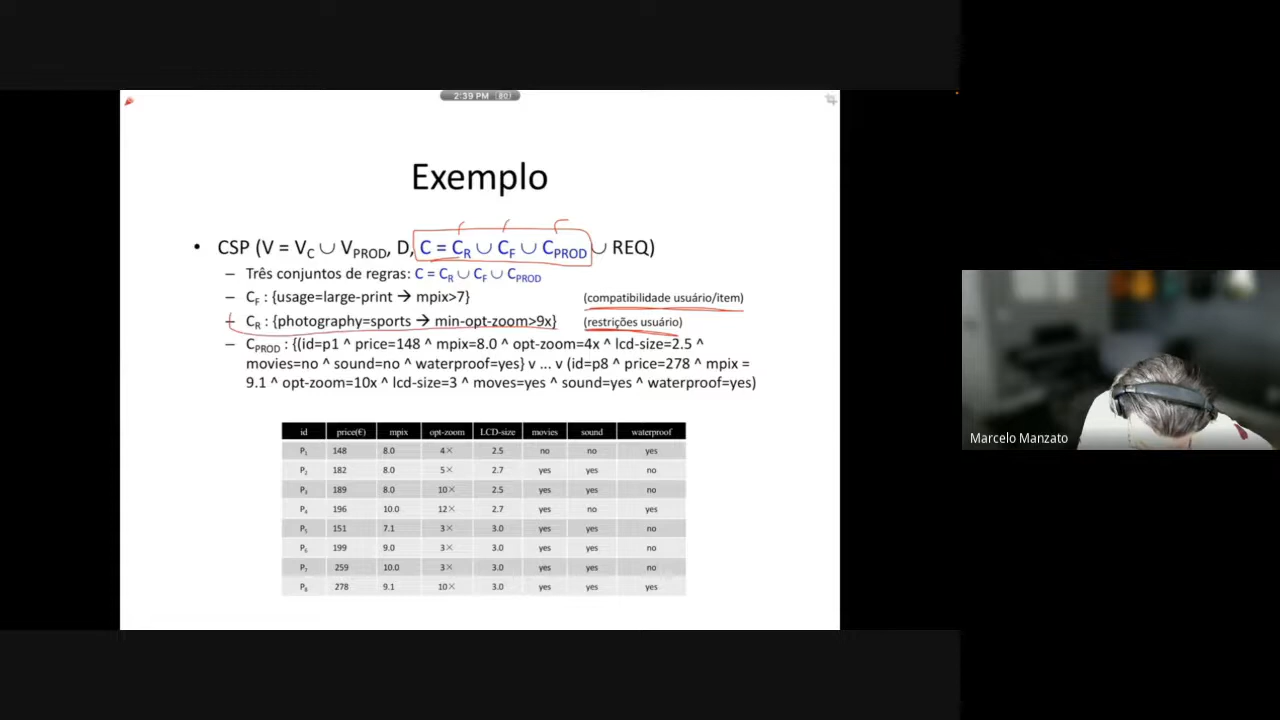 2:39 PM (80)
Exemplo
• CSP (V = V_C ∪ V_PROD, D, C = C_R ∪ C_F ∪ C_PROD ∪ REQ)
– Três conjuntos de regras: C = C_R ∪ C_F ∪ C_PROD
– C_F : {usage=large-print → mpix>7} (compatibilidade usuário/item)
– C_R : {photography=sports → min-opt-zoom>9x} (restrições usuário)
– C_PROD : {(id=p1 ^ price=148 ^ mpix=8.0 ^ opt-zoom=4x ^ lcd-size=2.5 ^
movies=no ^ sound=no ^ waterproof=yes) v ... v (id=p8 ^ price=278 ^ mpix =
9.1 ^ opt-zoom=10x ^ lcd-size=3 ^ moves=yes ^ sound=yes ^ waterproof=yes)
id price(€) mpix opt-zoom LCD-size movies sound waterproof
P₁ 148 8.0 4× 2.5 no no yes
P₂ 182 8.0 5× 2.7 yes yes no
P₃ 189 8.0 10× 2.5 yes yes no
P₄ 196 10.0 12× 2.7 yes no yes
P₅ 151 7.1 3× 3.0 yes yes no
P₆ 199 9.0 3× 3.0 yes yes no
P₇ 259 10.0 3× 3.0 yes yes no
P₈ 278 9.1 10× 3.0 yes yes yes
Marcelo Manzato